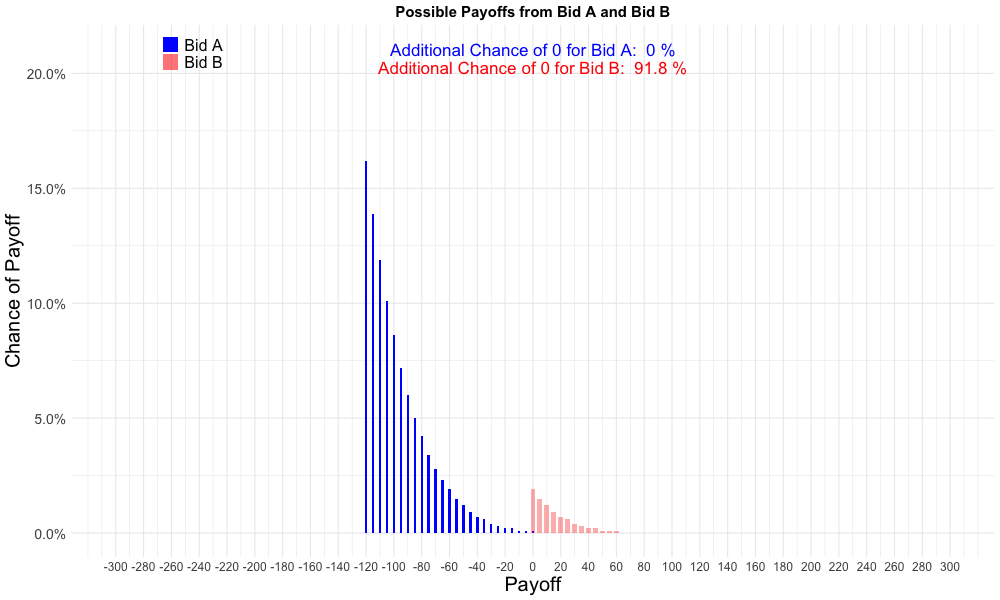 Possible Payoffs from Bid A and Bid B
Bid A
Bid B
Additional Chance of 0 for Bid A:  0 %
Additional Chance of 0 for Bid B:  91.8 %
Chance of Payoff
20.0%
15.0%
10.0%
5.0%
0.0%
-300 -280 -260 -240 -220 -200 -180 -160 -140 -120 -100 -80 -60 -40 -20 0 20 40 60 80 100 120 140 160 180 200 220 240 260 280 300
Payoff